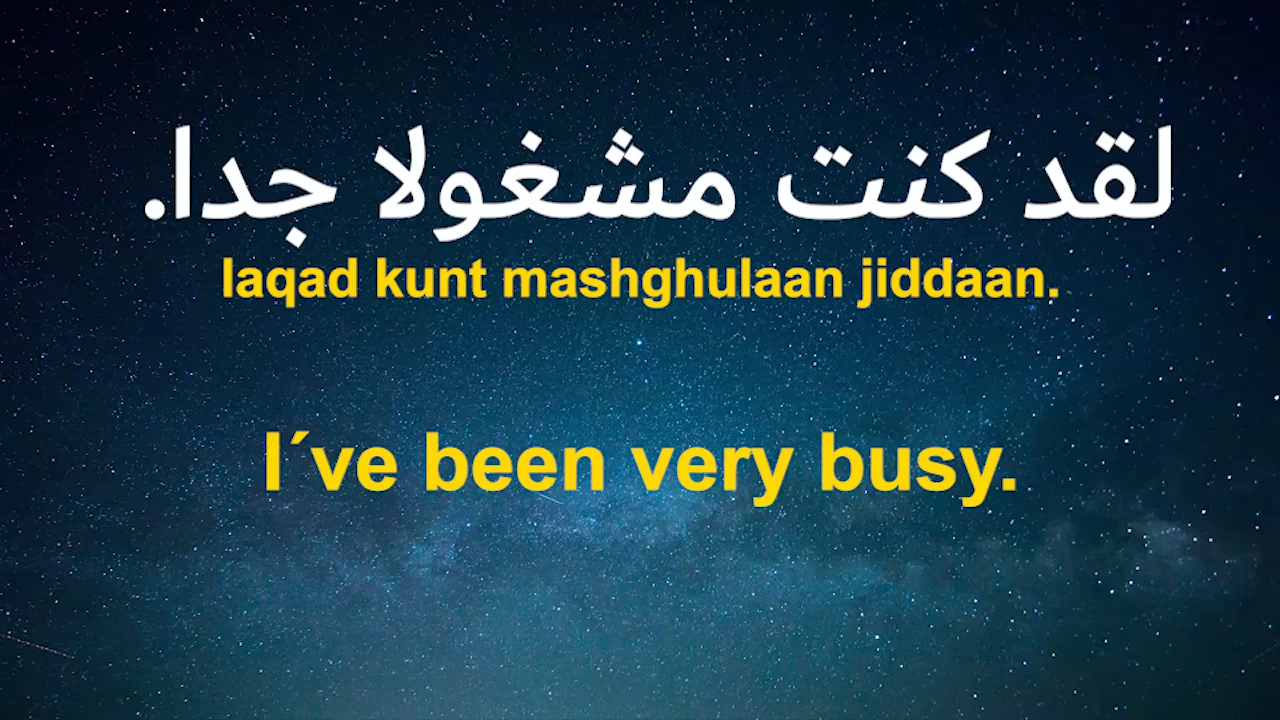 لقد كنت مشغولا جدا.
laqad kunt mashghulaan jiddaan.
I´ve been very busy.